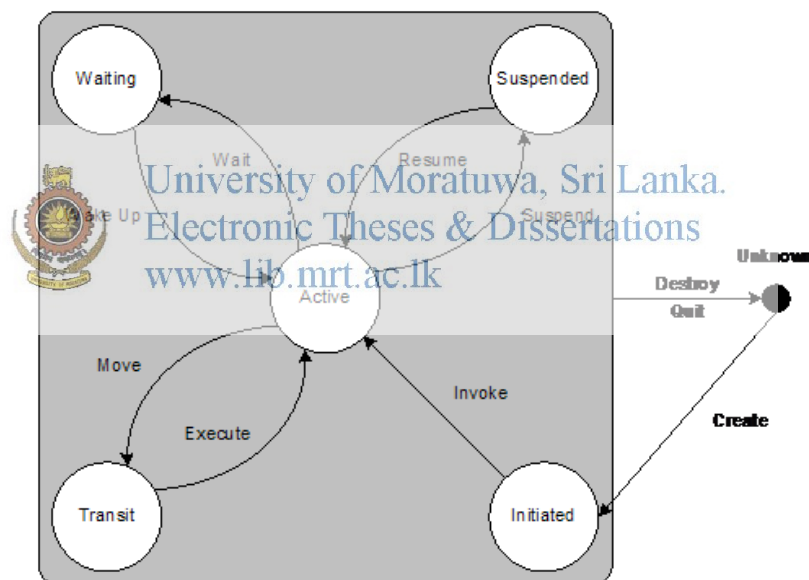 Waiting
Suspended
Wait
Resume
University of Moratuwa, Sri Lanka.
Wake Up
Suspend
Electronic Theses & Dissertations
www.lib.mrt.ac.lk
Active
Unknown
Destroy
Quit
Move
Invoke
Create
Execute
Transit
Initiated